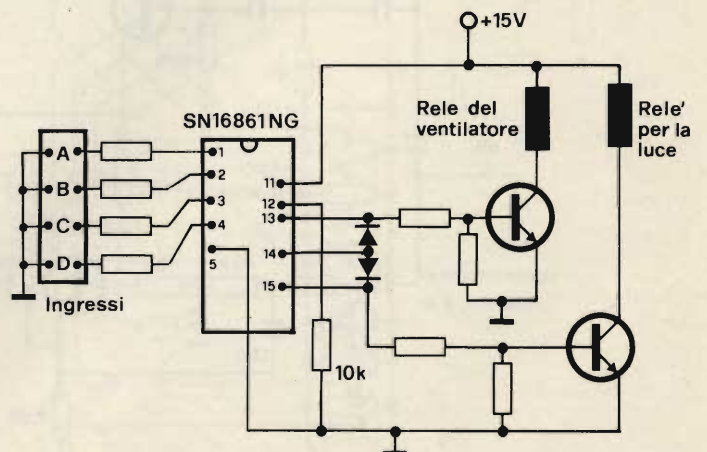 +15V
SN16861NG
Rele del
ventilatore
Rele'
per la
luce
A
B
C
D
1
2
3
4
5
11
12
13
14
15
Ingressi
10k